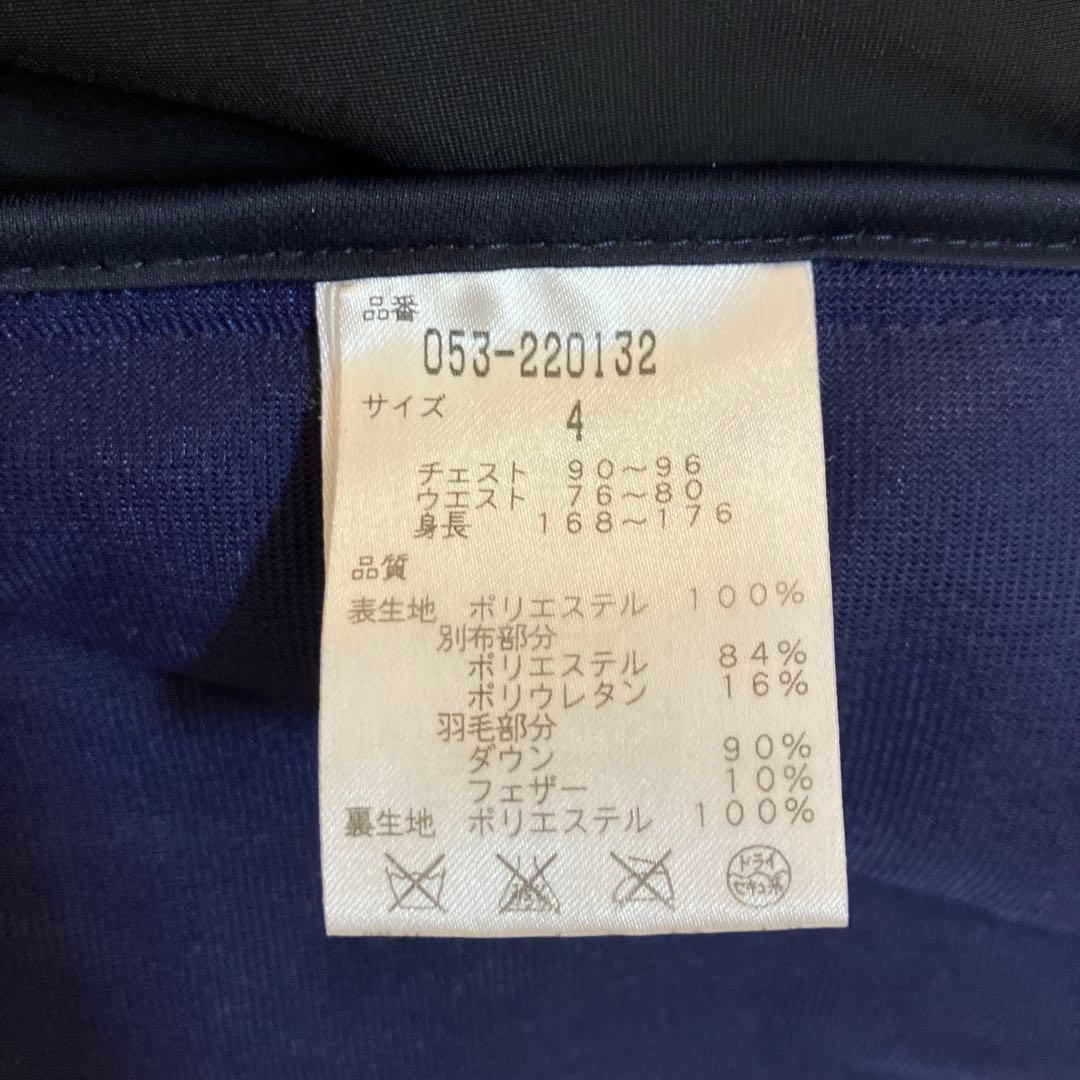 品番
053-220132
サイズ 4
チェスト 90～96
ウエスト 76～80
身長 168～176
品質
表生地 ポリエステル 100%
別布部分
ポリエステル 84%
ポリウレタン 16%
羽毛部分
ダウン 90%
フェザー 10%
裏生地 ポリエステル 100%
ドライ
セキユ系